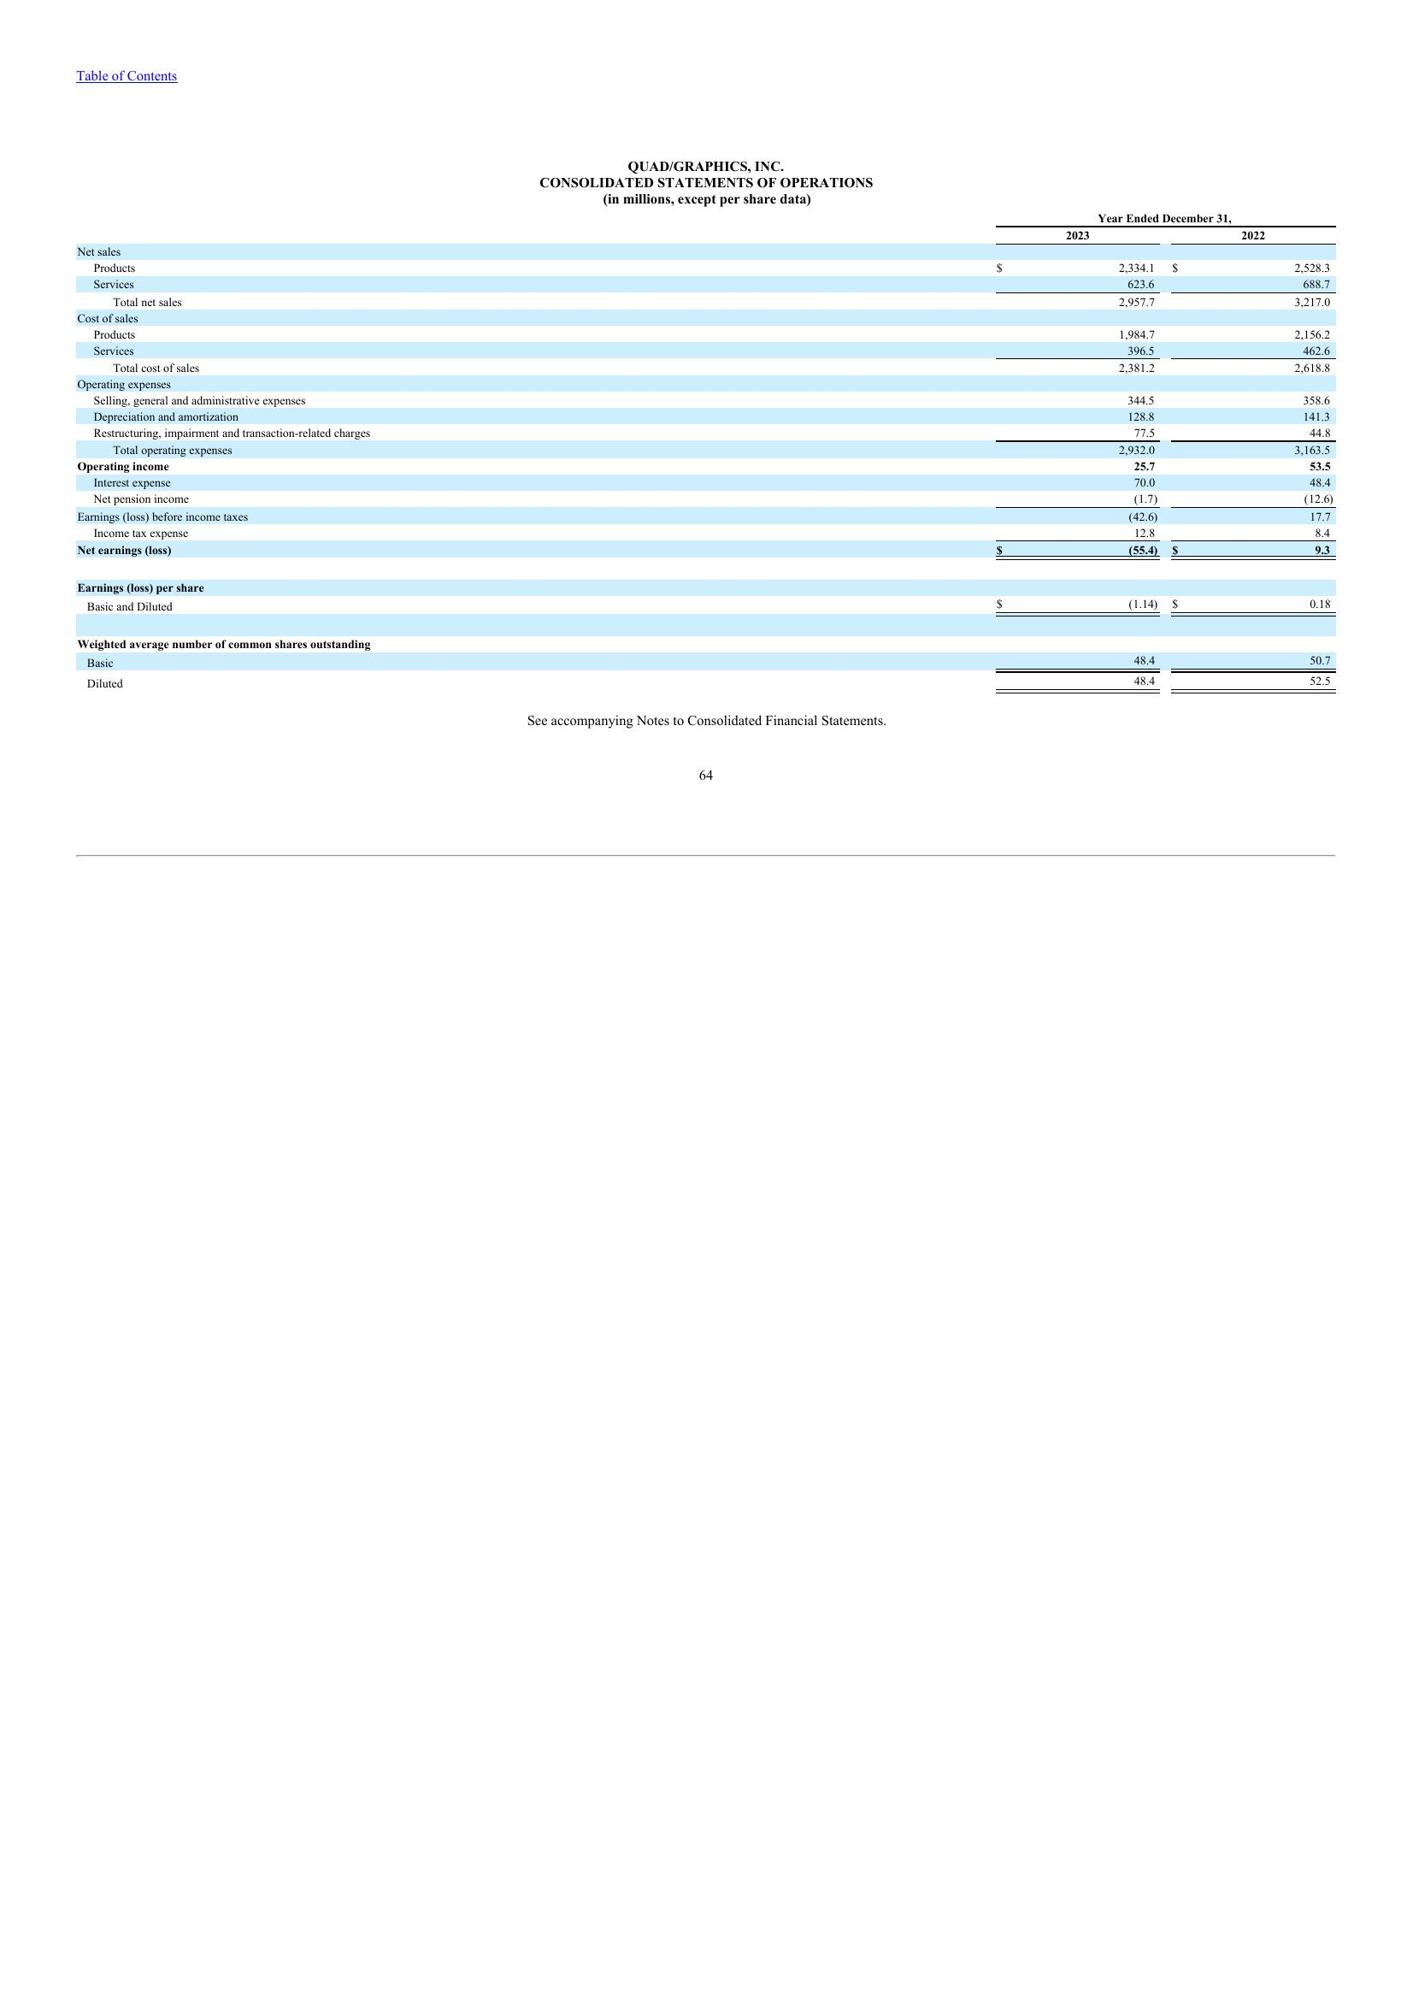 Table of Contents
QUAD/GRAPHICS, INC.
CONSOLIDATED STATEMENTS OF OPERATIONS
(in millions, except per share data)
Year Ended December 31,
2023 2022
Net sales
Products $ 2,334.1 $ 2,528.3
Services 623.6 688.7
Total net sales 2,957.7 3,217.0
Cost of sales
Products 1,984.7 2,156.2
Services 396.5 462.6
Total cost of sales 2,381.2 2,618.8
Operating expenses
Selling, general and administrative expenses 344.5 358.6
Depreciation and amortization 128.8 141.3
Restructuring, impairment and transaction-related charges 77.5 44.8
Total operating expenses 2,932.0 3,163.5
Operating income 25.7 53.5
Interest expense 70.0 48.4
Net pension income (1.7) (12.6)
Earnings (loss) before income taxes (42.6) 17.7
Income tax expense 12.8 8.4
Net earnings (loss) $ (55.4) $ 9.3
Earnings (loss) per share
Basic and Diluted $ (1.14) $ 0.18
Weighted average number of common shares outstanding
Basic 48.4 50.7
Diluted 48.4 52.5
See accompanying Notes to Consolidated Financial Statements.
64